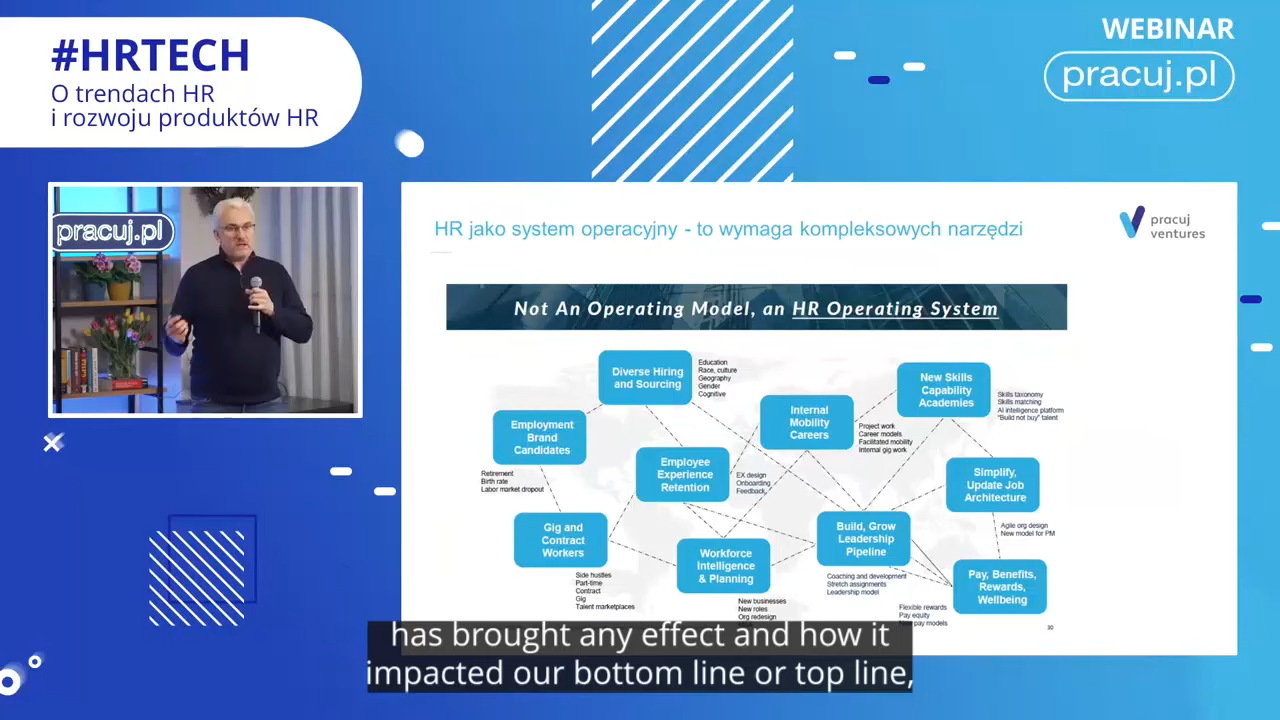 #HRTECH
O trendach HR
i rozwoju produktów HR
WEBINAR
pracuj.pl
pracuj.pl
HR jako system operacyjny - to wymaga kompleksowych narzędzi
pracuj
ventures
Not An Operating Model, an HR Operating System
Diverse Hiring
and Sourcing
Education
Race, culture
Geography
Gender
Cognitive
New Skills
Capability
Academies
Skills taxonomy
Skills matching
AI intelligence platform
"Build not buy" talent
Internal
Mobility
Careers
Project work
Career models
Facilitated mobility
Internal gig work
Employment
Brand
Candidates
Retirement
Birth rate
Labor market dropout
Employee
Experience
Retention
EX design
Onboarding
Feedback
Simplify,
Update Job
Architecture
Agile org design
New model for PM
Gig and
Contract
Workers
Side hustles
Part-time
Contract
Gig
Talent marketplaces
Workforce
Intelligence
& Planning
New businesses
New roles
Org redesign
Build, Grow
Leadership
Pipeline
Coaching and development
Stretch assignments
Leadership model
Pay, Benefits,
Rewards,
Wellbeing
Flexible rewards
Pay equity
pay models
30
has brought any effect and how it
impacted our bottom line or top line,